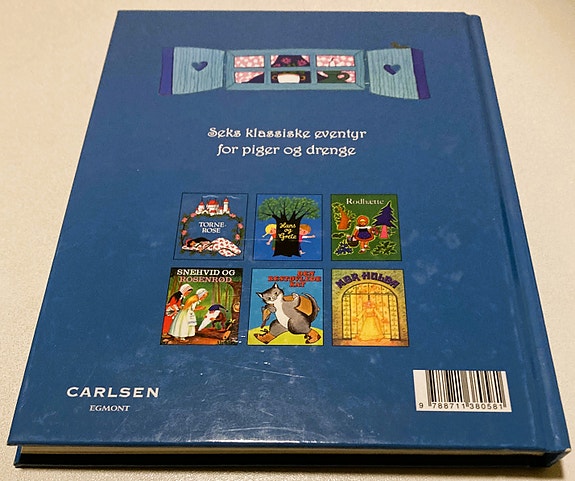 Seks klassiske eventyr
for piger og drenge
TORNE-
ROSE
Hans
og
Grete
Rødhætte
SNEHVID OG
ROSENRØD
DEN
BESTØVLEDE
KAT
MOR HULDA
CARLSEN
EGMONT
9 788711 380581